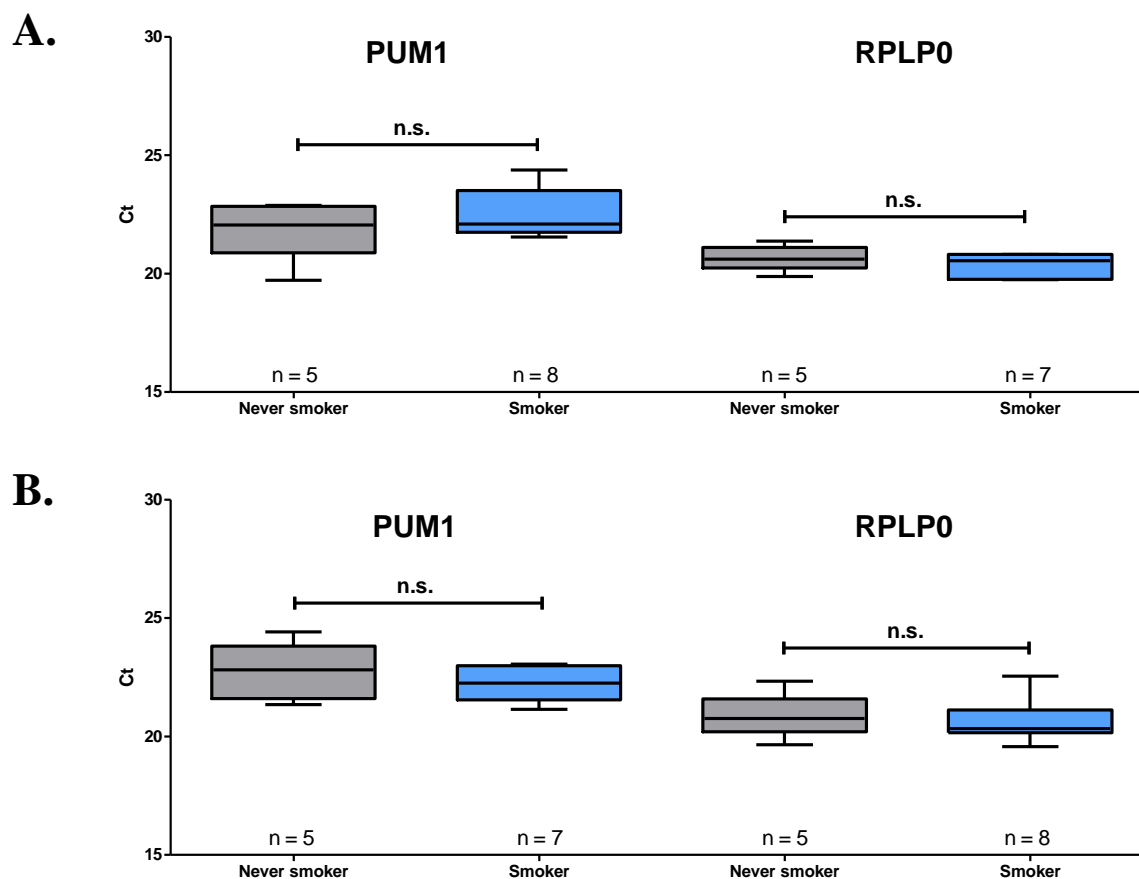 A.
30
PUM1
RPLP0
n.s.
25
n.s.
Ct
20
n = 5
n = 8
n = 5
n = 7
15
Never smoker
Smoker
Never smoker
Smoker
B.
30
PUM1
RPLP0
n.s.
25
n.s.
Ct
20
n = 5
n = 7
n = 5
n = 8
15
Never smoker
Smoker
Never smoker
Smoker